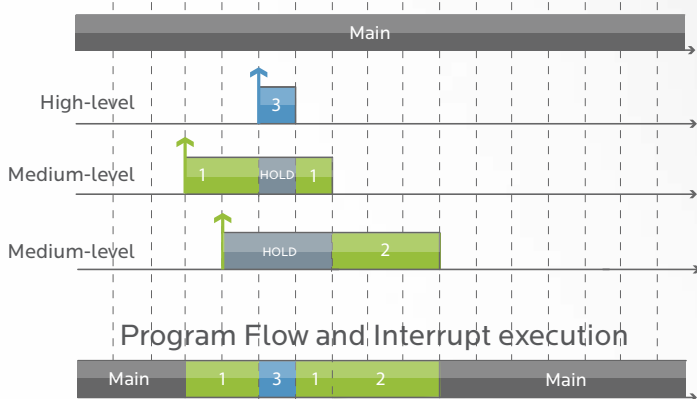 Main
High-level
3
Medium-level
1 HOLD 1
Medium-level
HOLD 2
Program Flow and Interrupt execution
Main 1 3 1 2 Main